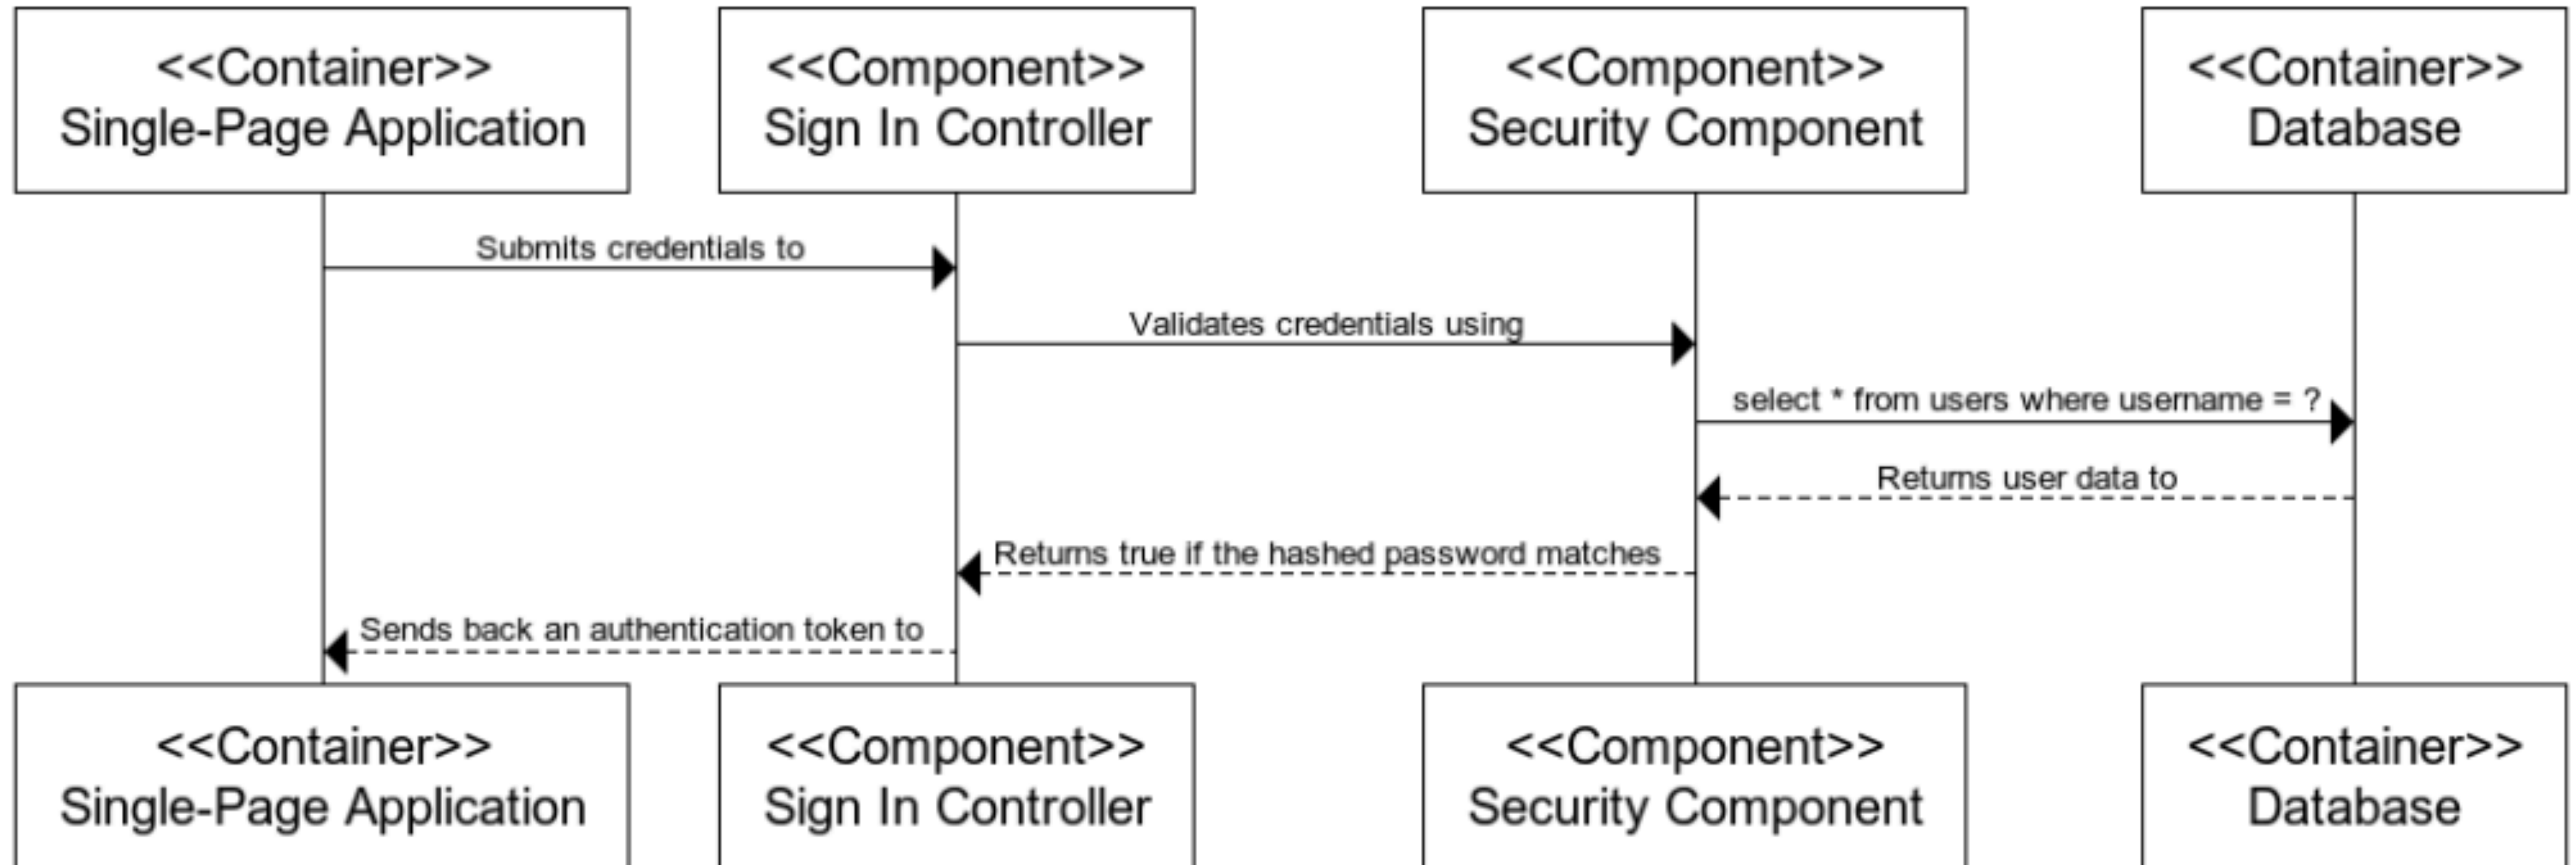 <<Container>>
Single-Page Application
<<Component>>
Sign In Controller
<<Component>>
Security Component
<<Container>>
Database
Submits credentials to
Validates credentials using
select * from users where username = ?
Returns user data to
Returns true if the hashed password matches
Sends back an authentication token to
<<Container>>
Single-Page Application
<<Component>>
Sign In Controller
<<Component>>
Security Component
<<Container>>
Database